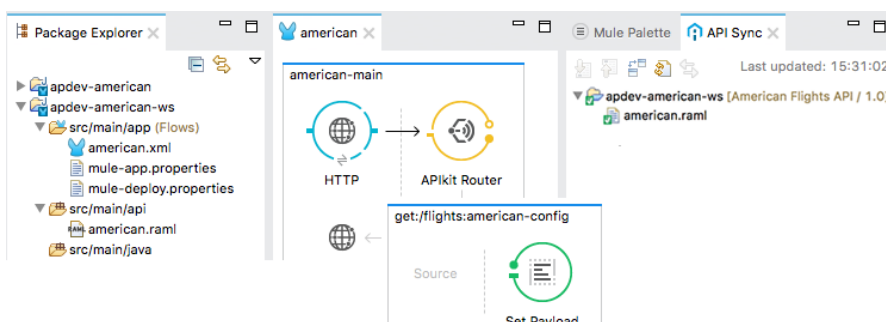 Package Explorer
apdev-american
apdev-american-ws
src/main/app (Flows)
american.xml
mule-app.properties
mule-deploy.properties
src/main/api
american.raml
src/main/java
american
american-main
HTTP
APIkit Router
get:/flights:american-config
Source
Set Payload
Mule Palette
API Sync
Last updated: 15:31:02
apdev-american-ws [American Flights API / 1.0]
american.raml